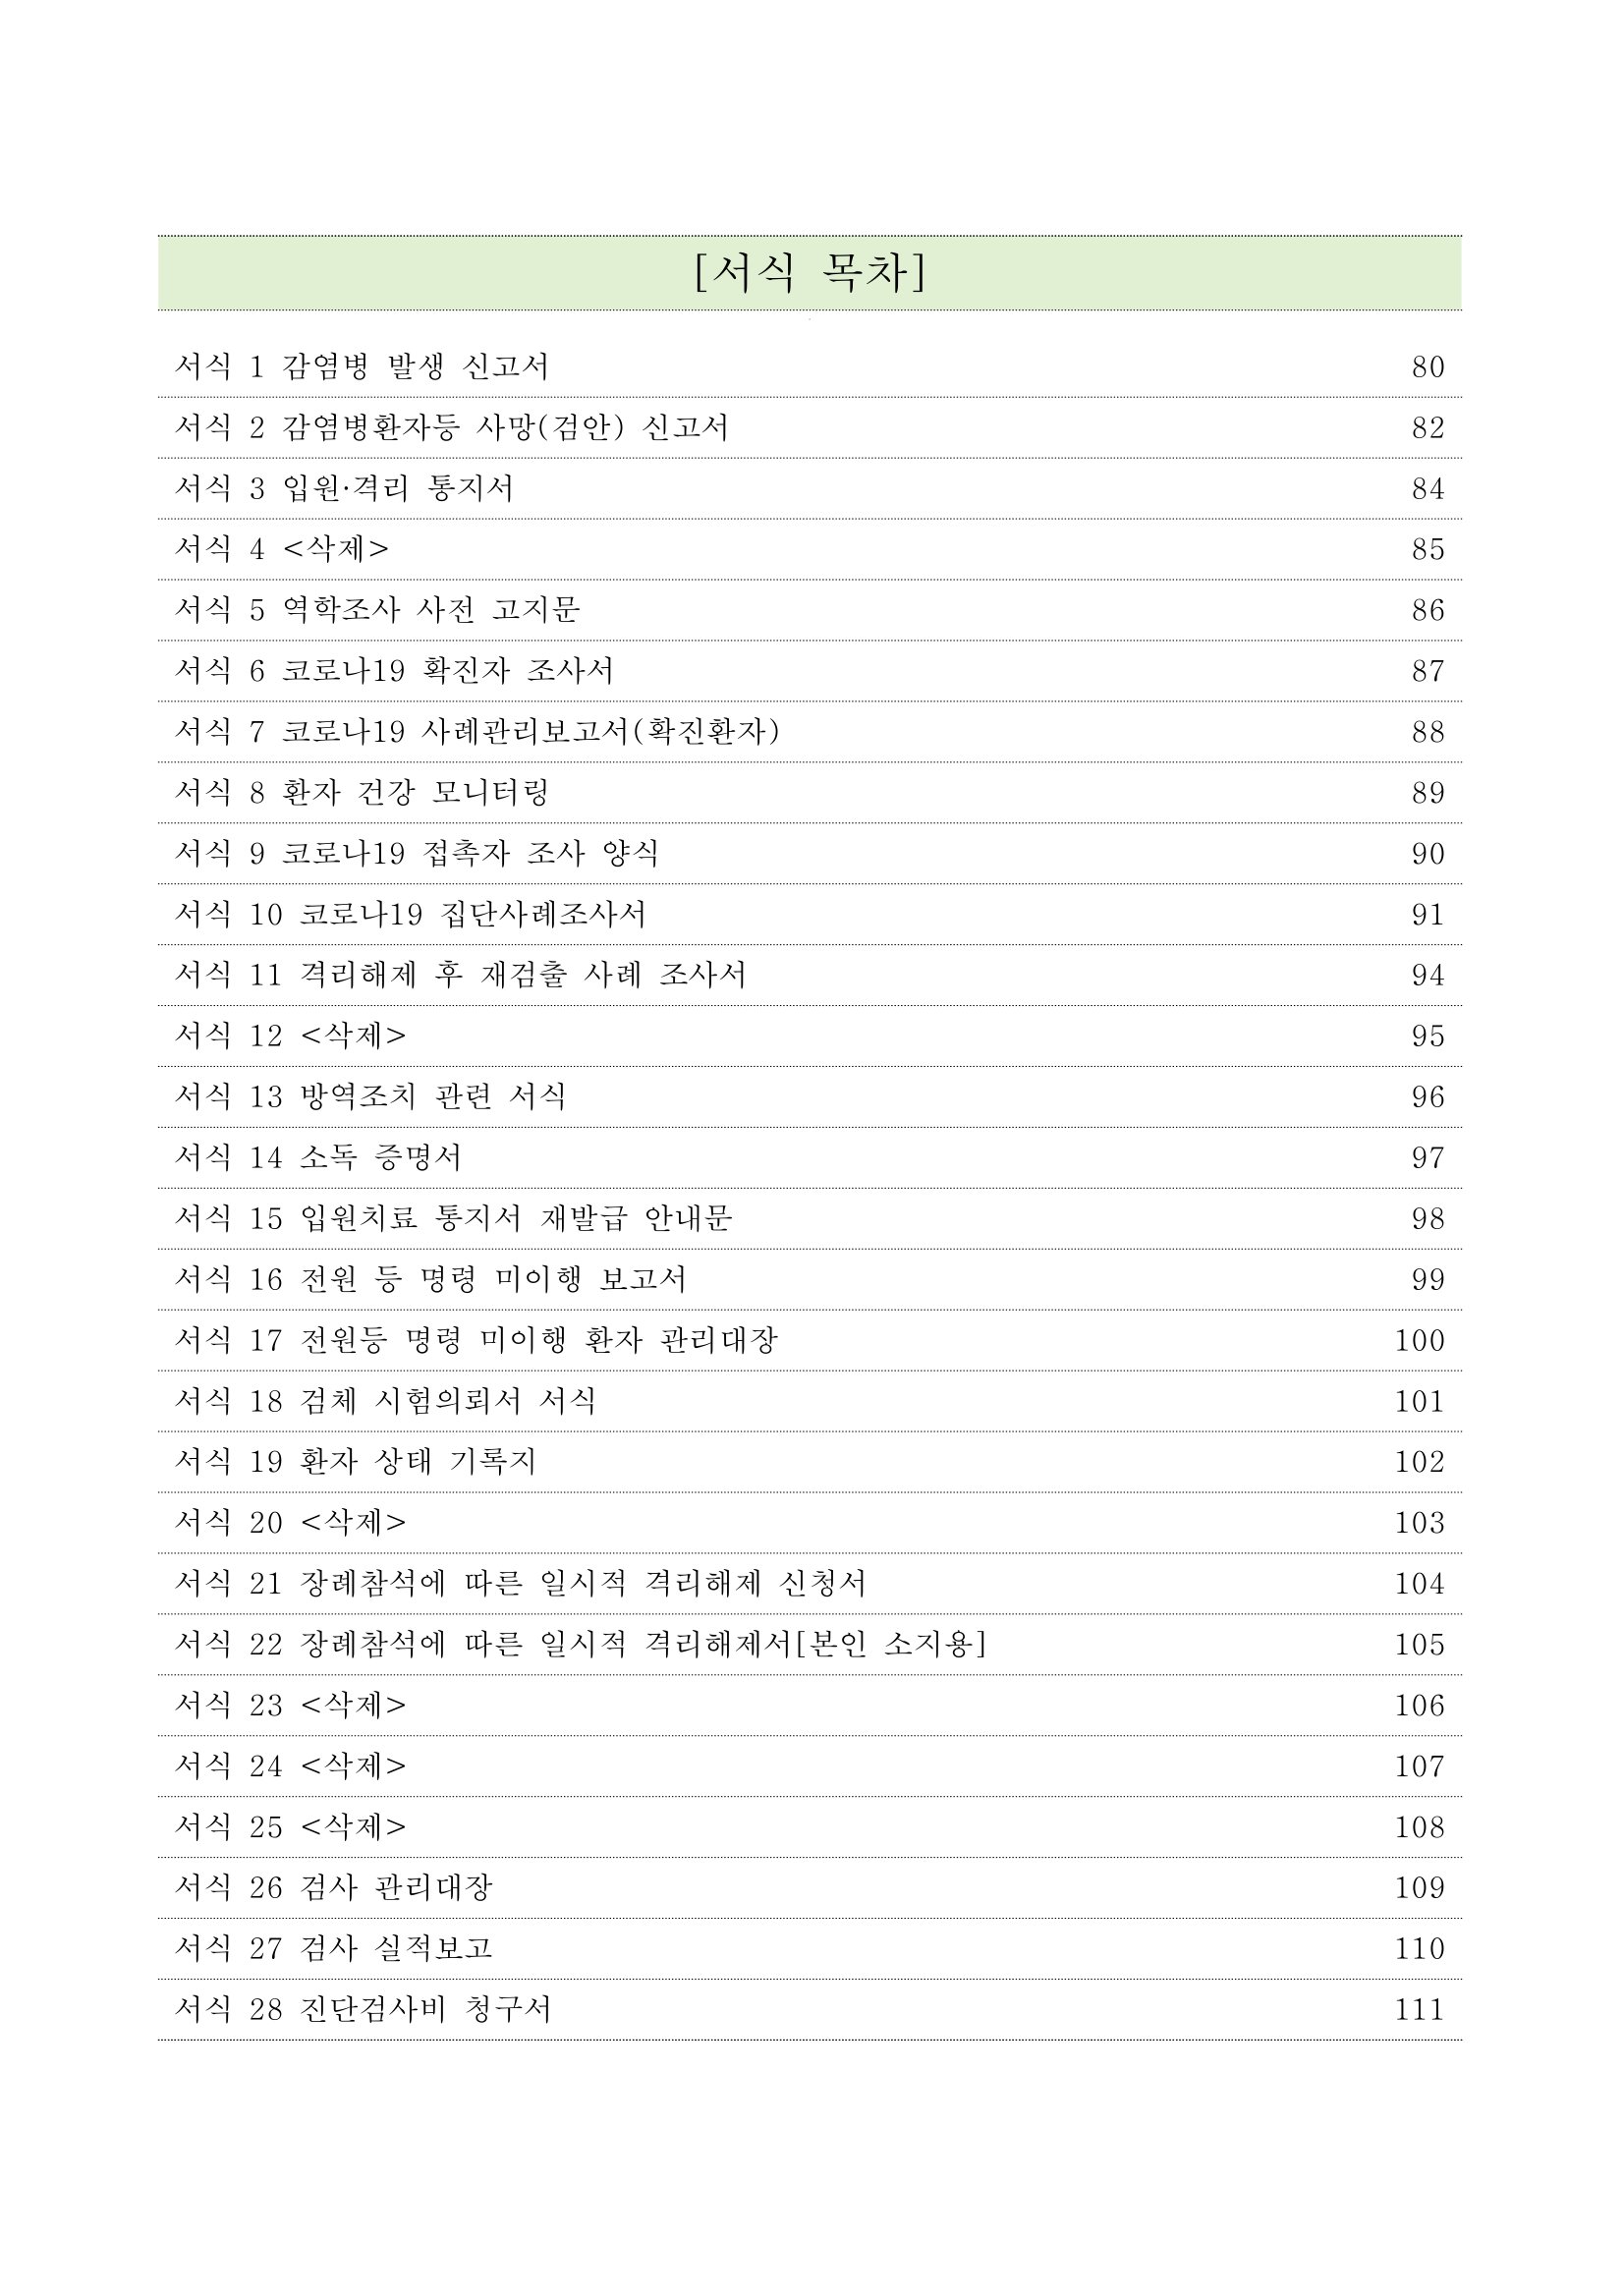 [서식 목차]
서식 1 감염병 발생 신고서 80
서식 2 감염병환자등 사망(검안) 신고서 82
서식 3 입원·격리 통지서 84
서식 4 <삭제> 85
서식 5 역학조사 사전 고지문 86
서식 6 코로나19 확진자 조사서 87
서식 7 코로나19 사례관리보고서(확진환자) 88
서식 8 환자 건강 모니터링 89
서식 9 코로나19 접촉자 조사 양식 90
서식 10 코로나19 집단사례조사서 91
서식 11 격리해제 후 재검출 사례 조사서 94
서식 12 <삭제> 95
서식 13 방역조치 관련 서식 96
서식 14 소독 증명서 97
서식 15 입원치료 통지서 재발급 안내문 98
서식 16 전원 등 명령 미이행 보고서 99
서식 17 전원등 명령 미이행 환자 관리대장 100
서식 18 검체 시험의뢰서 서식 101
서식 19 환자 상태 기록지 102
서식 20 <삭제> 103
서식 21 장례참석에 따른 일시적 격리해제 신청서 104
서식 22 장례참석에 따른 일시적 격리해제서[본인 소지용] 105
서식 23 <삭제> 106
서식 24 <삭제> 107
서식 25 <삭제> 108
서식 26 검사 관리대장 109
서식 27 검사 실적보고 110
서식 28 진단검사비 청구서 111